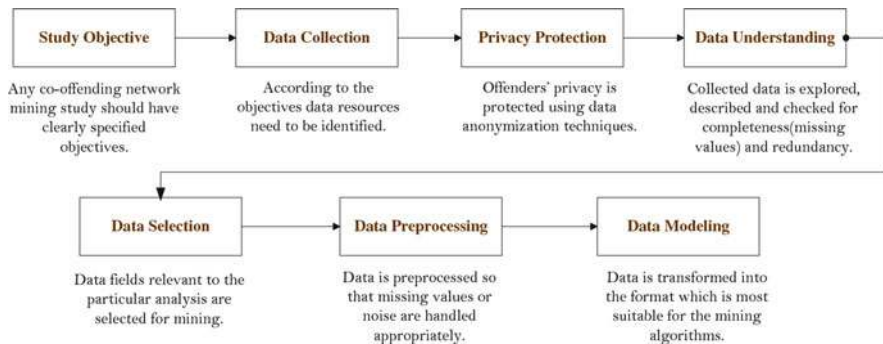 Study Objective
Any co-offending network
mining study should have
clearly specified
objectives.
Data Collection
According to the
objectives data resources
need to be identified.
Privacy Protection
Offenders' privacy is
protected using data
anonymization techniques.
Data Understanding
Collected data is explored,
described and checked for
completeness(missing
values) and redundancy.
Data Selection
Data fields relevant to the
particular analysis are
selected for mining.
Data Preprocessing
Data is preprocessed so
that missing values or
noise are handled
appropriately.
Data Modeling
Data is transformed into
the format which is most
suitable for the mining
algorithms.